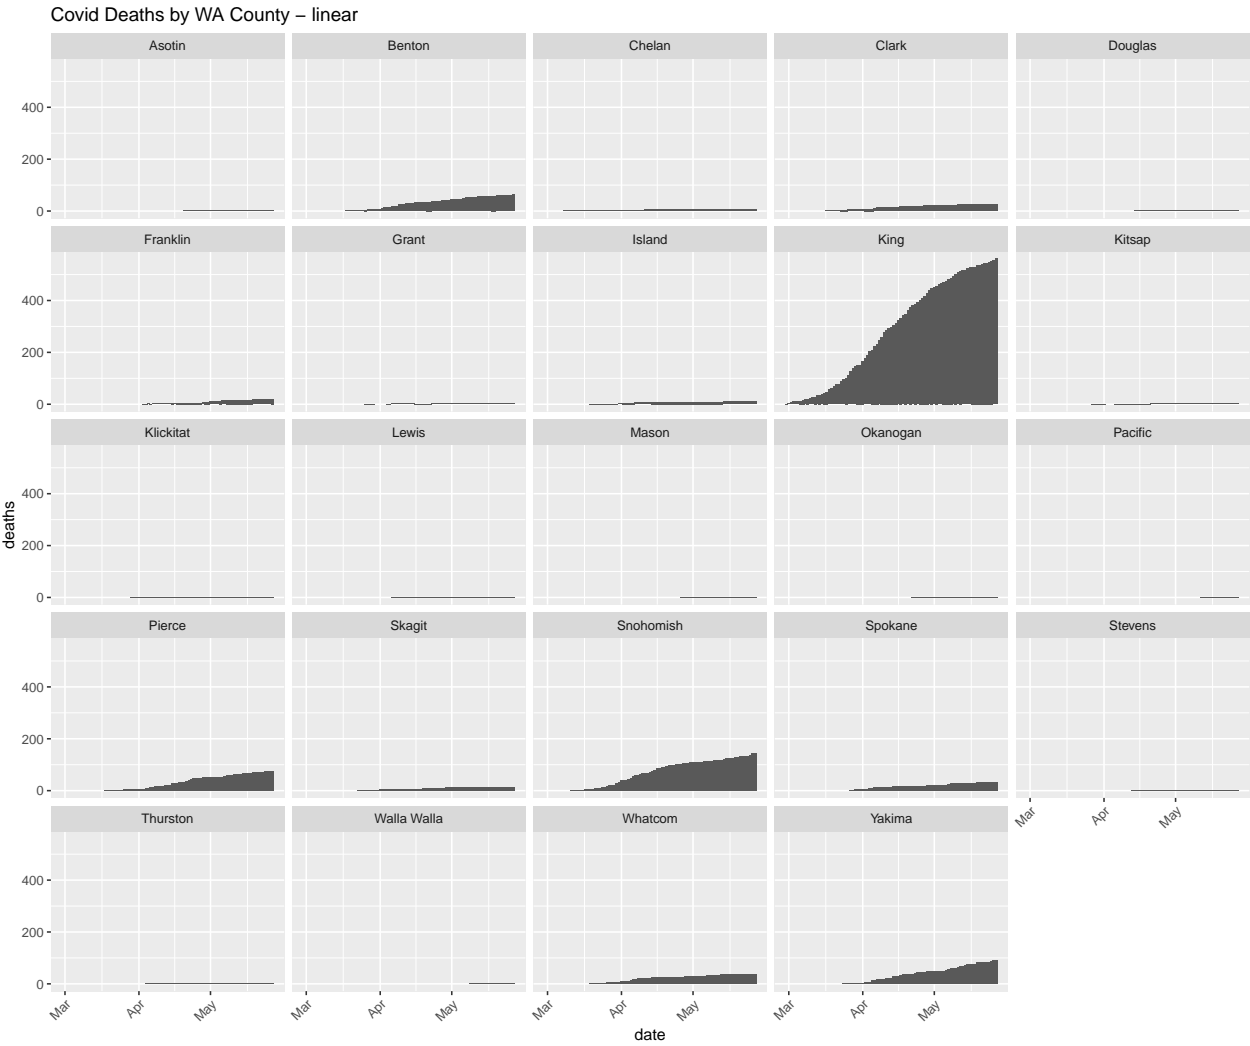 Covid Deaths by WA County – linear
Asotin Benton Chelan Clark Douglas
400
200
0
Franklin Grant Island King Kitsap
400
200
0
Klickitat Lewis Mason Okanogan Pacific
400
200
0
deaths
Pierce Skagit Snohomish Spokane Stevens
400
200
0
Mar Apr May
Thurston Walla Walla Whatcom Yakima
400
200
0
Mar Apr May Mar Apr May Mar Apr May Mar Apr May
date